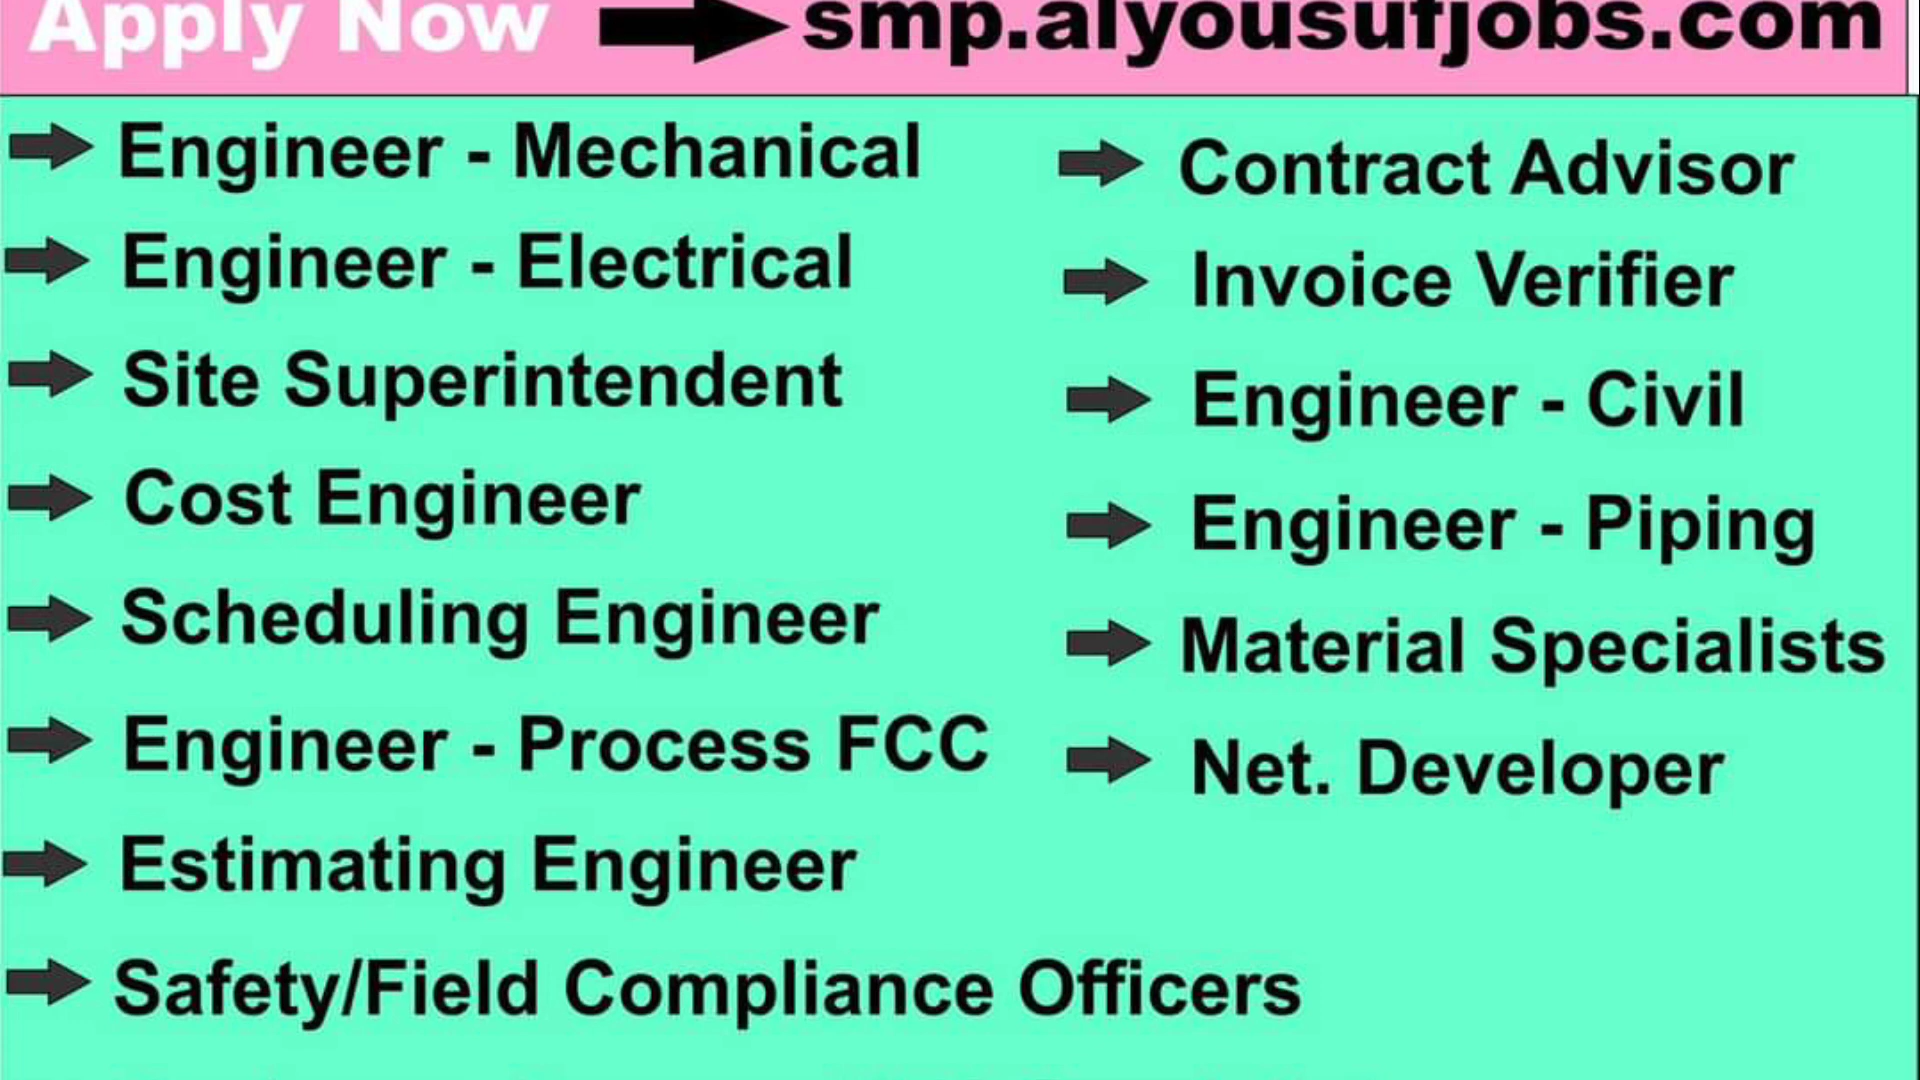 Apply Now smp.alyousufjobs.com
Engineer - Mechanical
Engineer - Electrical
Site Superintendent
Cost Engineer
Scheduling Engineer
Engineer - Process FCC
Estimating Engineer
Safety/Field Compliance Officers
Contract Advisor
Invoice Verifier
Engineer - Civil
Engineer - Piping
Material Specialists
Net. Developer